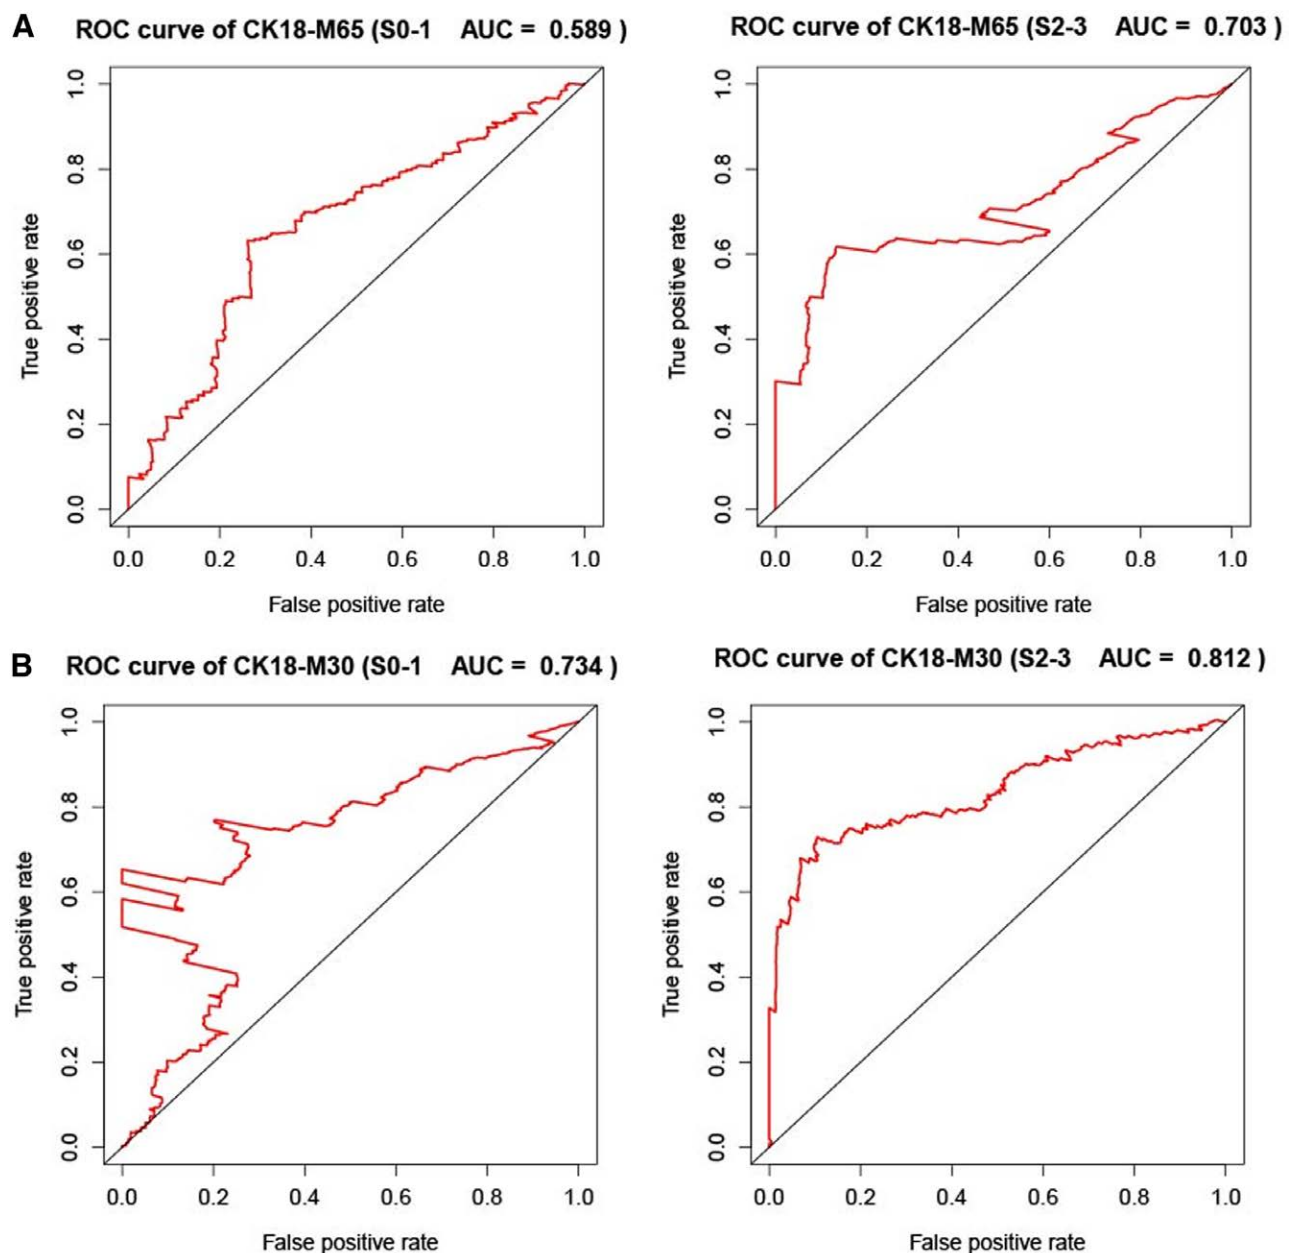 A
ROC curve of CK18-M65 (S0-1 AUC = 0.589 )
True positive rate
1.0
0.8
0.6
0.4
0.2
0.0
0.0 0.2 0.4 0.6 0.8 1.0
False positive rate
ROC curve of CK18-M65 (S2-3 AUC = 0.703 )
True positive rate
1.0
0.8
0.6
0.4
0.2
0.0
0.0 0.2 0.4 0.6 0.8 1.0
False positive rate
B
ROC curve of CK18-M30 (S0-1 AUC = 0.734 )
True positive rate
1.0
0.8
0.6
0.4
0.2
0.0
0.0 0.2 0.4 0.6 0.8 1.0
False positive rate
ROC curve of CK18-M30 (S2-3 AUC = 0.812 )
True positive rate
1.0
0.8
0.6
0.4
0.2
0.0
0.0 0.2 0.4 0.6 0.8 1.0
False positive rate